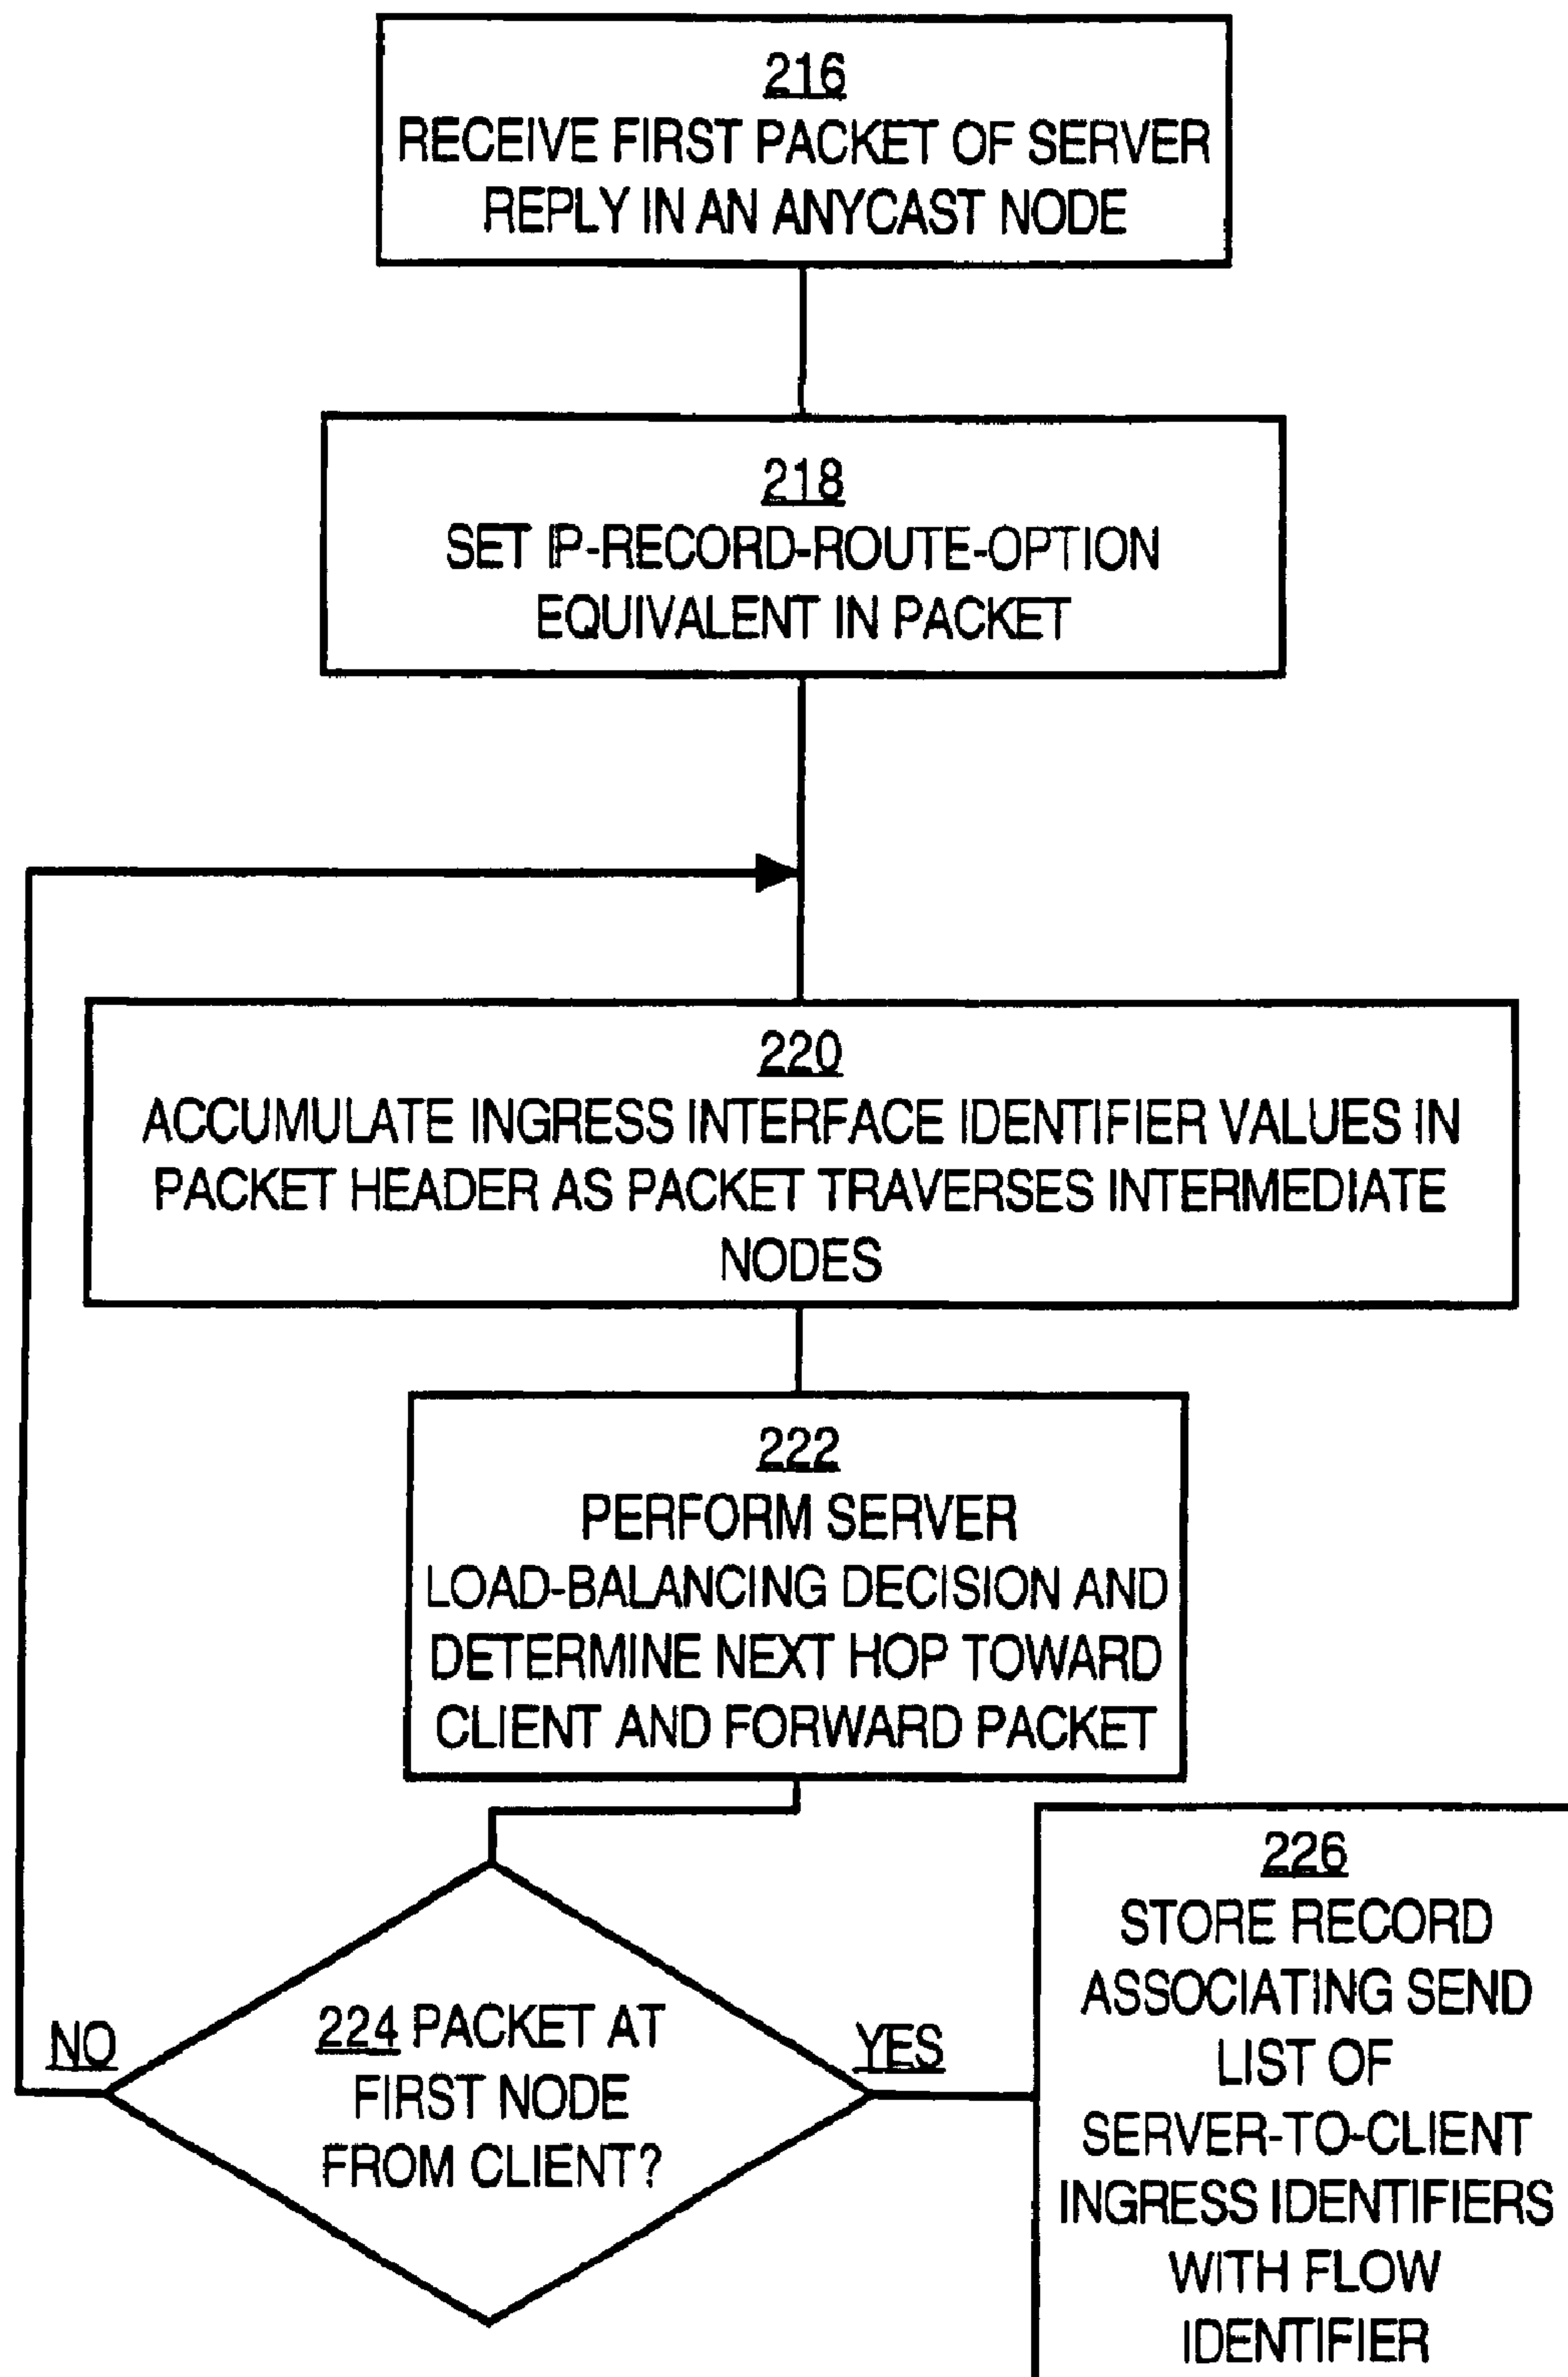 216
RECEIVE FIRST PACKET OF SERVER
REPLY IN AN ANYCAST NODE
218
SET IP-RECORD-ROUTE-OPTION
EQUIVALENT IN PACKET
220
ACCUMULATE INGRESS INTERFACE IDENTIFIER VALUES IN
PACKET HEADER AS PACKET TRAVERSES INTERMEDIATE
NODES
222
PERFORM SERVER
LOAD-BALANCING DECISION AND
DETERMINE NEXT HOP TOWARD
CLIENT AND FORWARD PACKET
224 PACKET AT
FIRST NODE
FROM CLIENT?
NO
YES
226
STORE RECORD
ASSOCIATING SEND
LIST OF
SERVER-TO-CLIENT
INGRESS IDENTIFIERS
WITH FLOW
IDENTIFIER